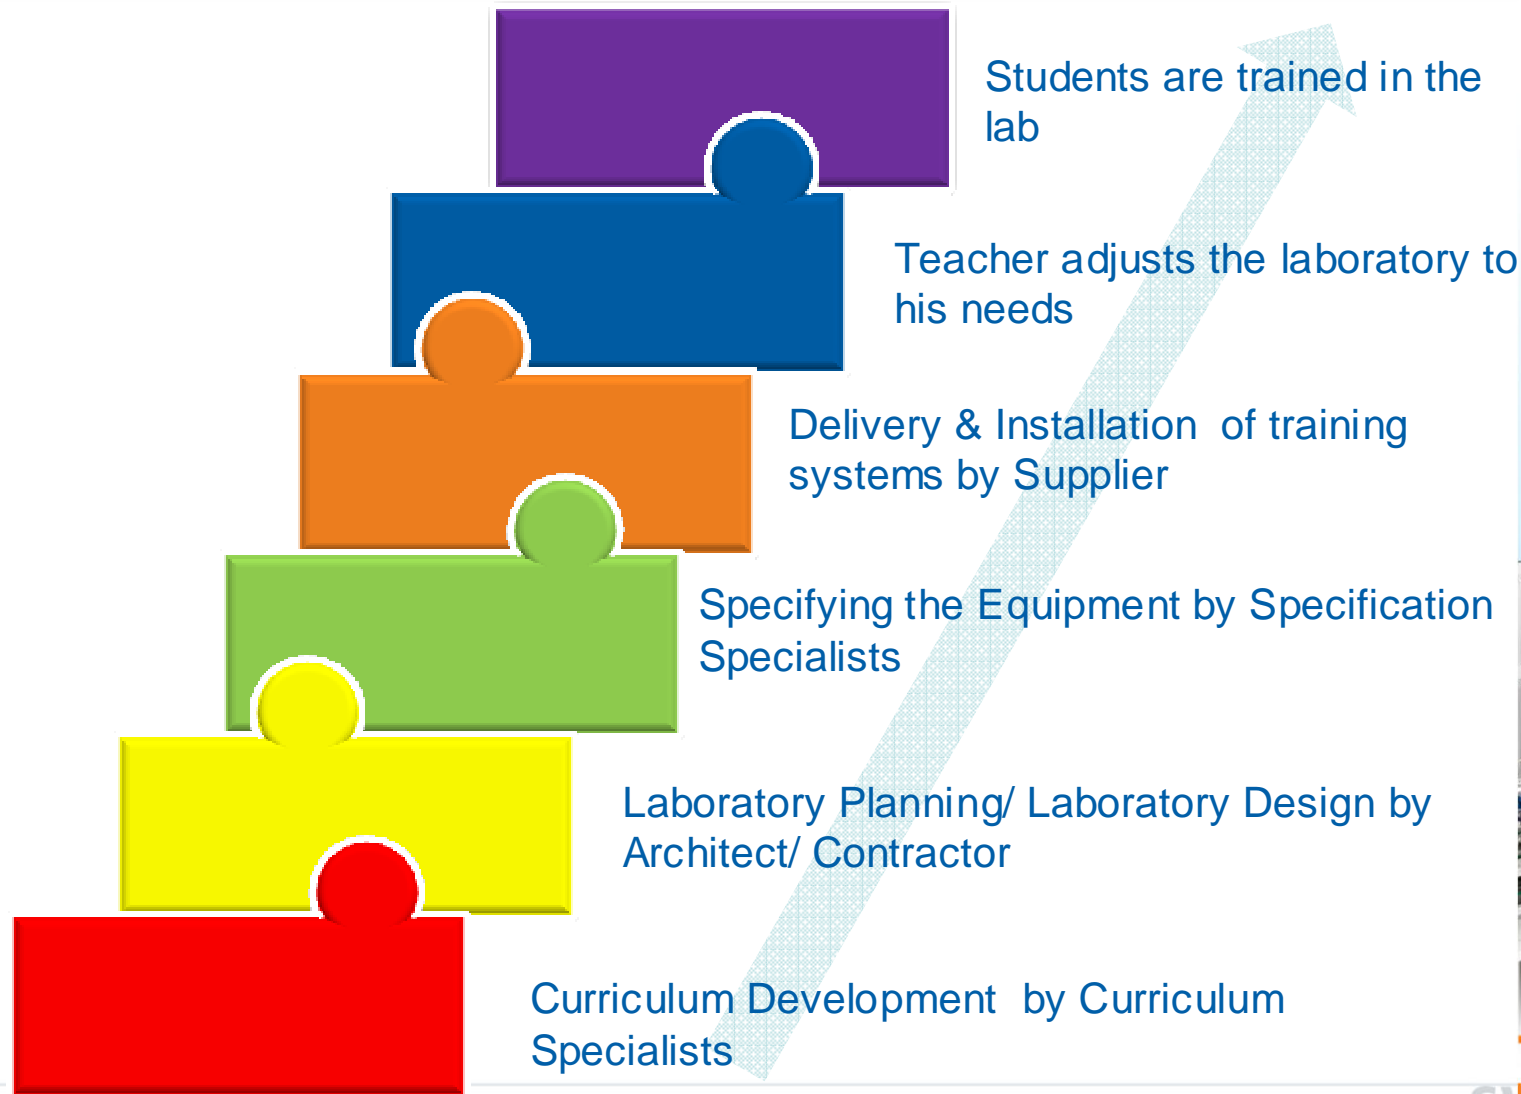 Students are trained in the
lab
Teacher adjusts the laboratory to
his needs
Delivery & Installation of training
systems by Supplier
Specifying the Equipment by Specification
Specialists
Laboratory Planning/ Laboratory Design by
Architect/ Contractor
Curriculum Development by Curriculum
Specialists